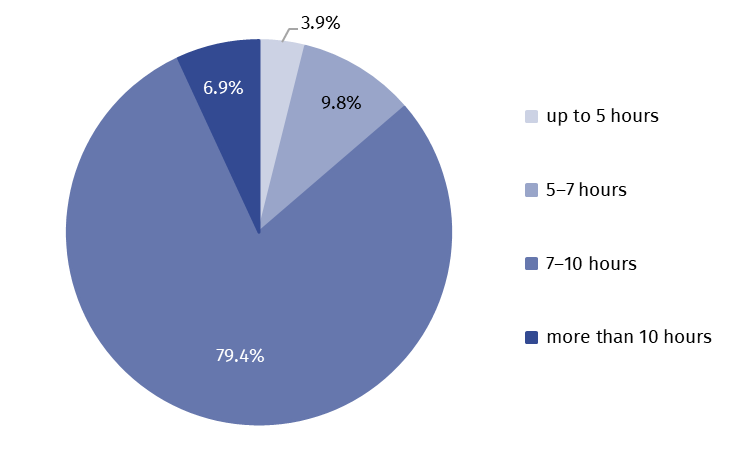 3.9%
6.9%
9.8%
79.4%
up to 5 hours
5–7 hours
7–10 hours
more than 10 hours